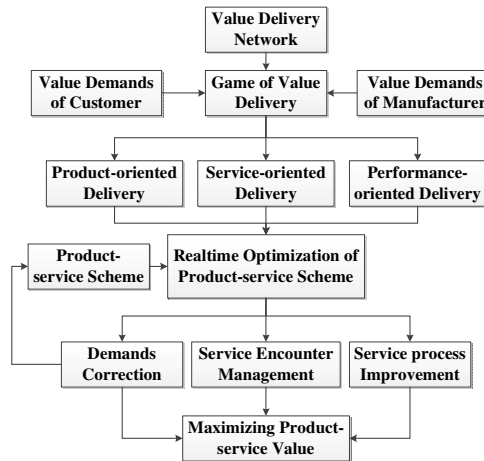 Value Delivery
Network
Value Demands
of Customer
Game of Value
Delivery
Value Demands
of Manufacturer
Product-oriented
Delivery
Service-oriented
Delivery
Performance-
oriented Delivery
Product-
service Scheme
Realtime Optimization of
Product-service Scheme
Demands
Correction
Service Encounter
Management
Service process
Improvement
Maximizing Product-
service Value